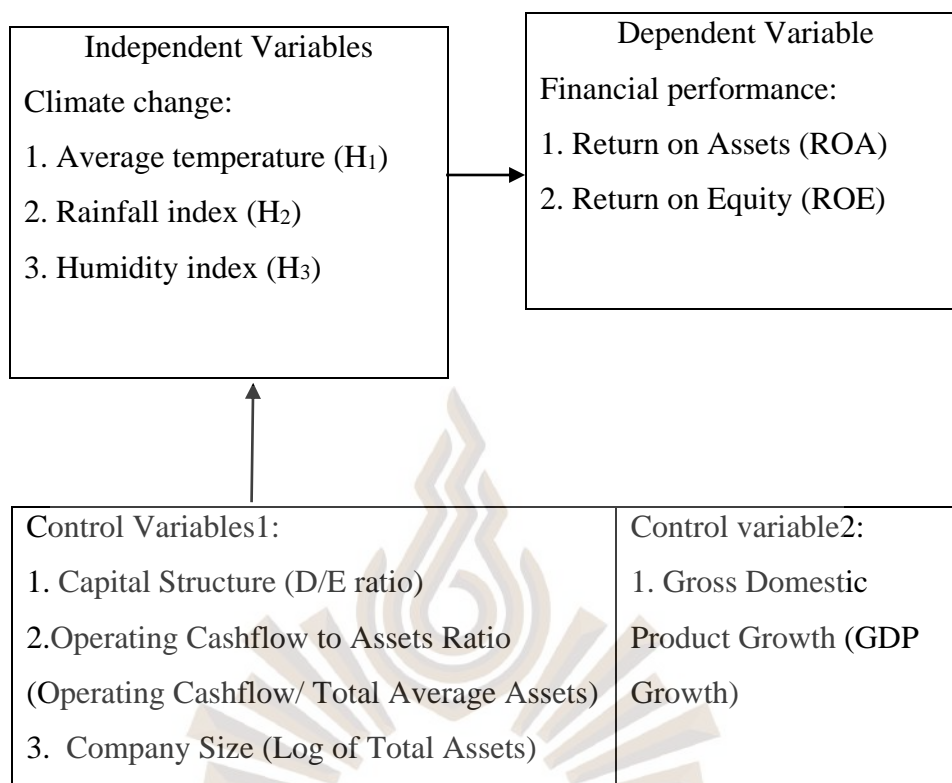 Independent Variables
Climate change:
1. Average temperature (H₁)
2. Rainfall index (H₂)
3. Humidity index (H₃)
Dependent Variable
Financial performance:
1. Return on Assets (ROA)
2. Return on Equity (ROE)
Control Variables1:
1. Capital Structure (D/E ratio)
2.Operating Cashflow to Assets Ratio
(Operating Cashflow/ Total Average Assets)
3. Company Size (Log of Total Assets)
Control variable2:
1. Gross Domestic
Product Growth (GDP
Growth)